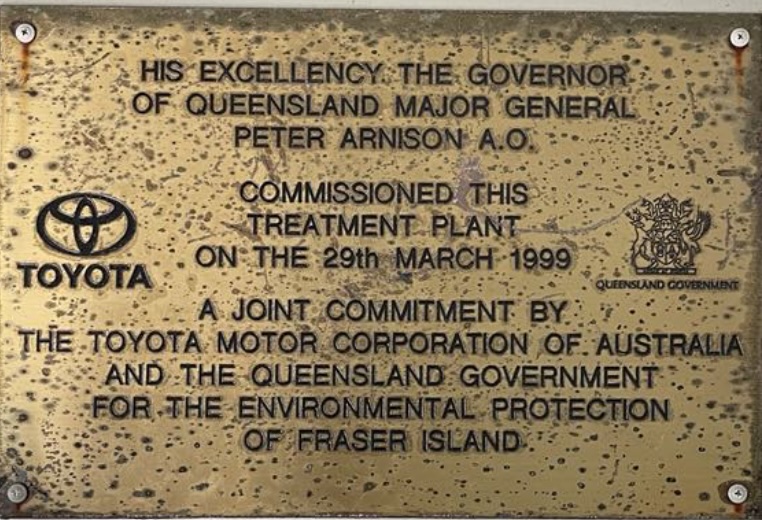 HIS EXCELLENCY THE GOVERNOR
OF QUEENSLAND MAJOR GENERAL
PETER ARNISON A.O.
COMMISSIONED THIS
TREATMENT PLANT
ON THE 29th MARCH 1999
TOYOTA
QUEENSLAND GOVERNMENT
A JOINT COMMITMENT BY
THE TOYOTA MOTOR CORPORATION OF AUSTRALIA
AND THE QUEENSLAND GOVERNMENT
FOR THE ENVIRONMENTAL PROTECTION
OF FRASER ISLAND